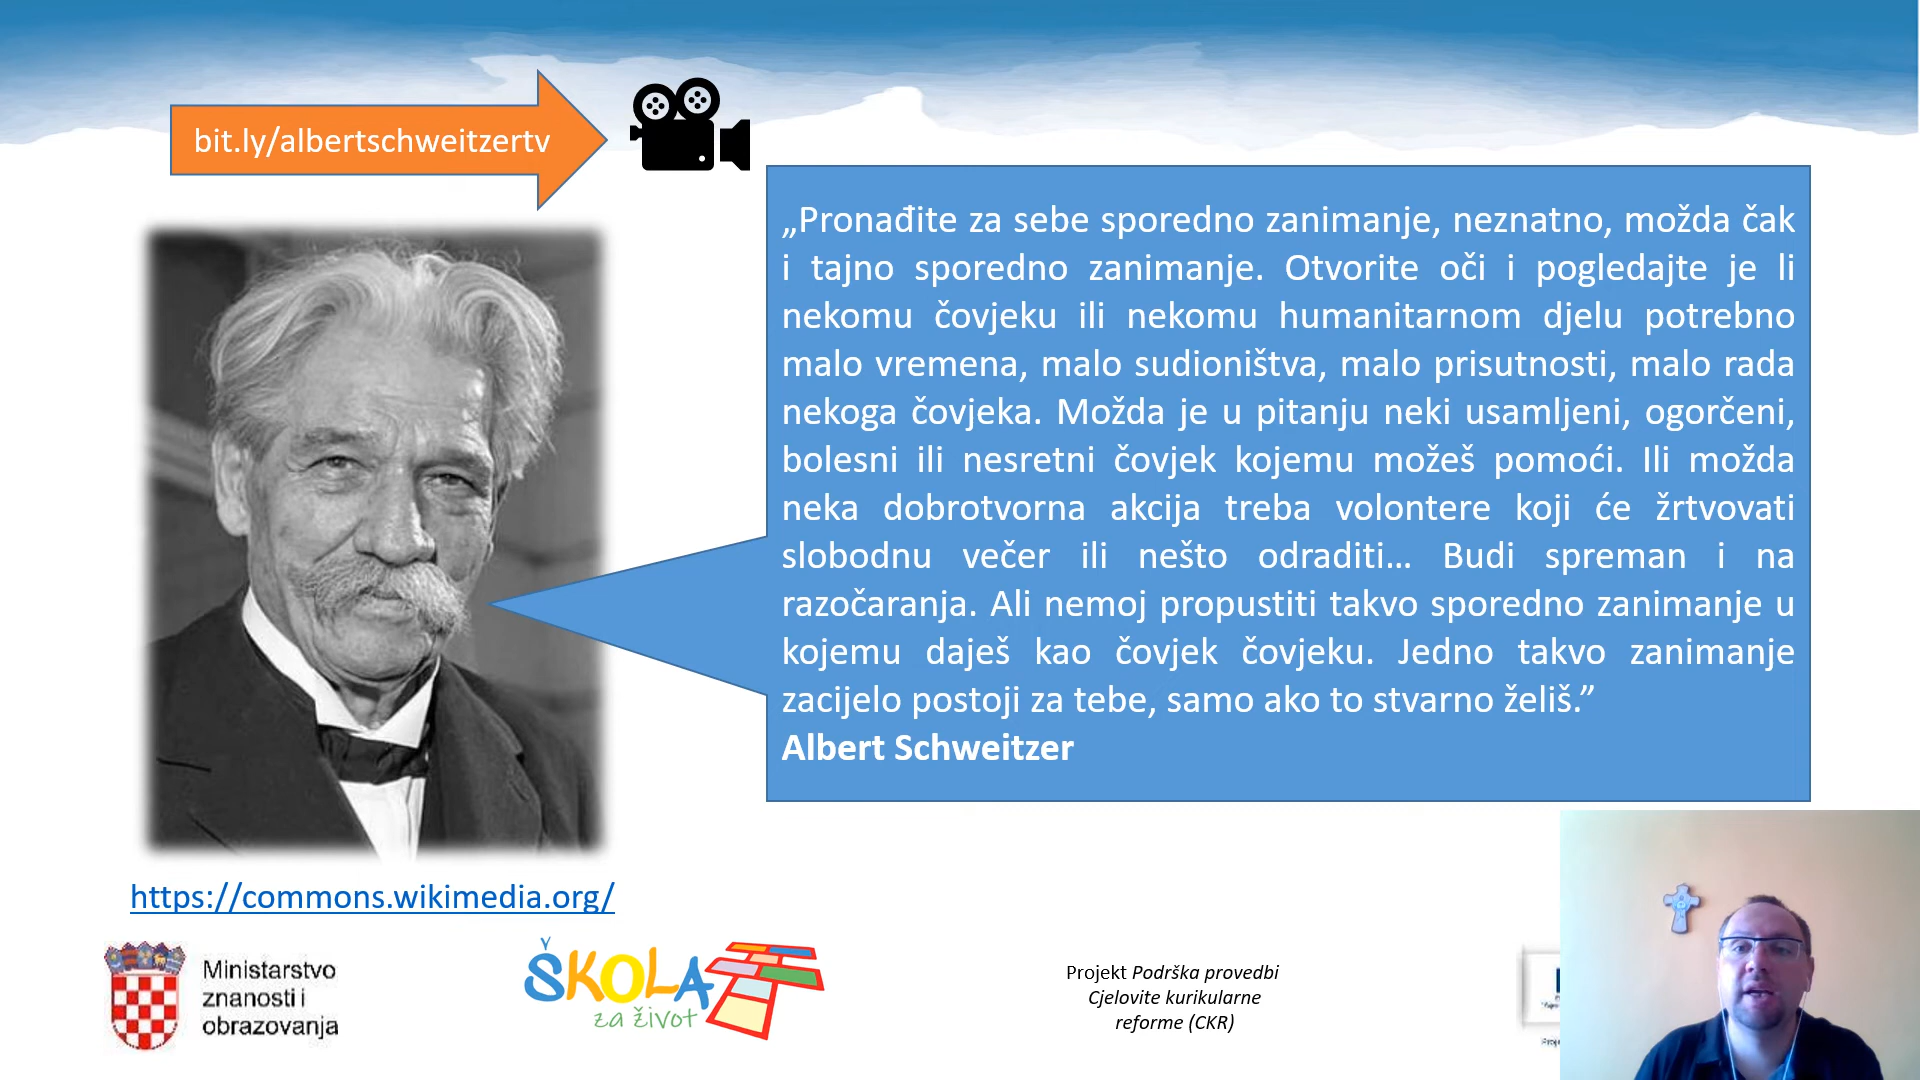 bit.ly/albertschweitzertv
„Pronađite za sebe sporedno zanimanje, neznatno, možda čak
i tajno sporedno zanimanje. Otvorite oči i pogledajte je li
nekomu čovjeku ili nekomu humanitarnom djelu potrebno
malo vremena, malo sudioništva, malo prisutnosti, malo rada
nekoga čovjeka. Možda je u pitanju neki usamljeni, ogorčeni,
bolesni ili nesretni čovjek kojemu možeš pomoći. Ili možda
neka dobrotvorna akcija treba volontere koji će žrtvovati
slobodnu večer ili nešto odraditi... Budi spreman i na
razočaranja. Ali nemoj propustiti takvo sporedno zanimanje u
kojemu daješ kao čovjek čovjeku. Jedno takvo zanimanje
zacijelo postoji za tebe, samo ako to stvarno želiš.”
Albert Schweitzer
https://commons.wikimedia.org/
Ministarstvo
znanosti i
obrazovanja
ŠKOLA
za život
Projekt Podrška provedbi
Cjelovite kurikularne
reforme (CKR)